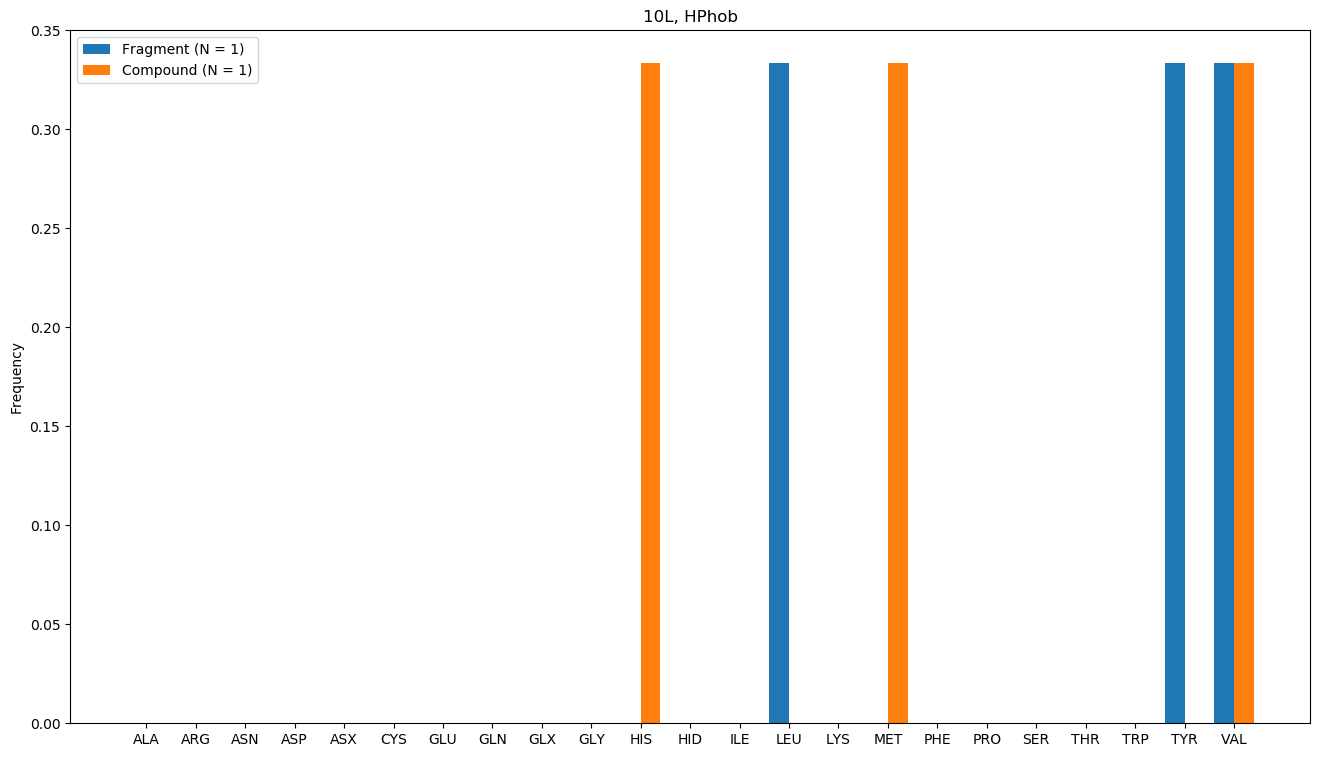 10L, HPhob
Fragment (N = 1)
Compound (N = 1)
Frequency
0.35
0.30
0.25
0.20
0.15
0.10
0.05
0.00
ALA ARG ASN ASP ASX CYS GLU GLN GLX GLY HIS HID ILE LEU LYS MET PHE PRO SER THR TRP TYR VAL